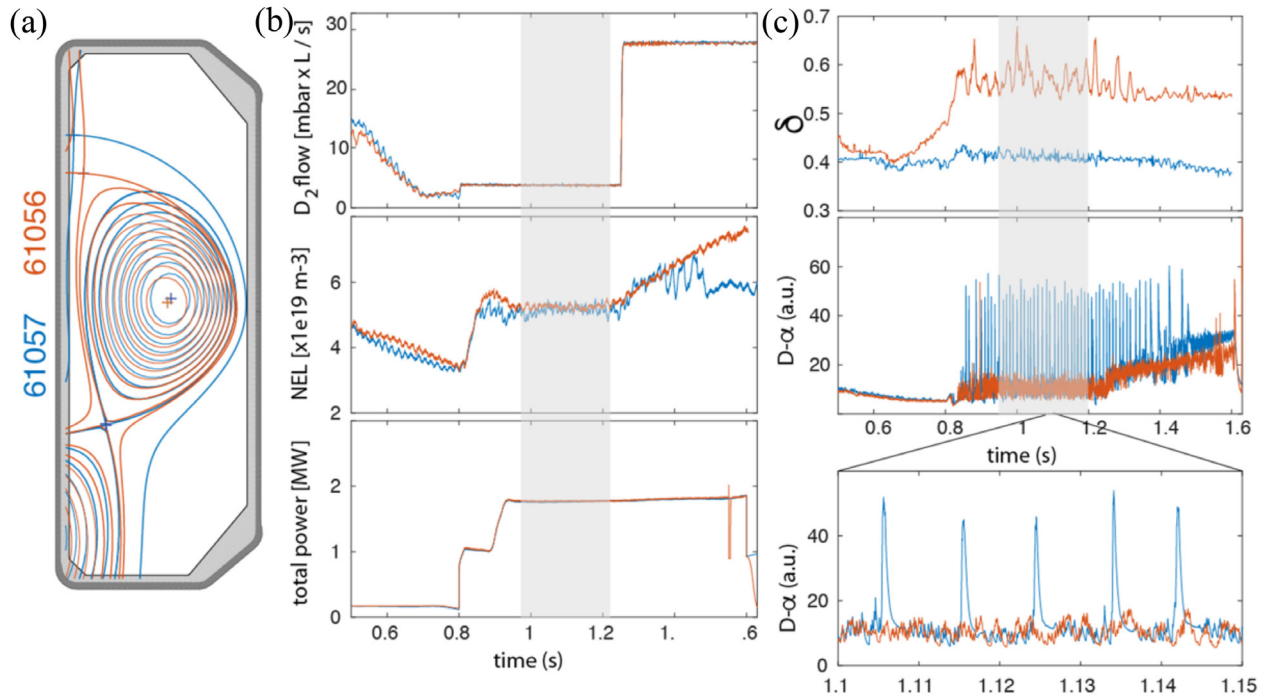 (a)
61057 61056
(b)
D2 flow [mbar x L / s]
30
20
10
0
NEL [x1e19 m-3]
6
4
2
total power [MW]
3
2
1
0
0.6 0.8 1 1.2 1. .6
time (s)
(c)
δ
0.7
0.6
0.5
0.4
0.3
D-α (a.u.)
60
40
20
0
0.6 0.8 1 1.2 1.4 1.6
time (s)
D-α (a.u.)
40
20
0
1.1 1.11 1.12 1.13 1.14 1.15